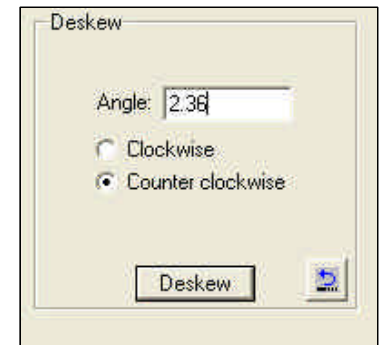 Deskew
Angle: 2.36
Clockwise
Counter clockwise
Deskew